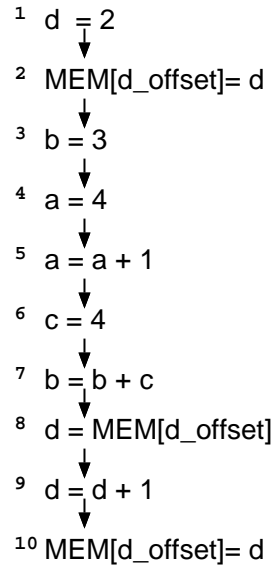 1 d = 2
2 MEM[d_offset]= d
3 b = 3
4 a = 4
5 a = a + 1
6 c = 4
7 b = b + c
8 d = MEM[d_offset]
9 d = d + 1
10 MEM[d_offset]= d